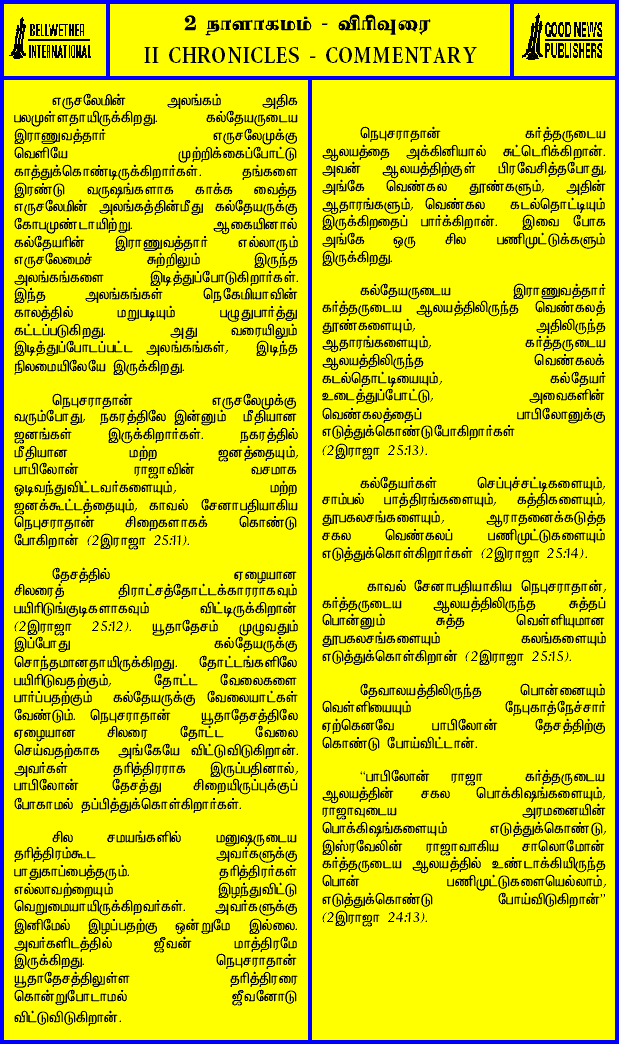 BELLWETHER
INTERNATIONAL
2 நாளாகமம் - விரிவுரை
II CHRONICLES - COMMENTARY
GOOD NEWS
PUBLISHERS
எருசலேமின் அலங்கம் அதிக
பலமுள்ளதாயிருக்கிறது. கல்தேயருடைய
இராணுவத்தார் எருசலேமுக்கு
வெளியே முற்றிக்கைப்போட்டு
காத்துக்கொண்டிருக்கிறார்கள். தங்களை
இரண்டு வருஷங்களாக காக்க வைத்த
எருசலேமின் அலங்கத்தின்மீது கல்தேயருக்கு
கோபமுண்டாயிற்று. ஆகையினால்
கல்தேயரின் இராணுவத்தார் எல்லாரும்
எருசலேமைச் சுற்றிலும் இருந்த
அலங்கங்களை இடித்துப்போடுகிறார்கள்.
இந்த அலங்கங்கள் நெகேமியாவின்
காலத்தில் மறுபடியும் பழுதுபார்த்து
கட்டப்படுகிறது. அது வரையிலும்
இடித்துப்போடப்பட்ட அலங்கங்கள், இடிந்த
நிலமையிலேயே இருக்கிறது.
நெபுசராதான் எருசலேமுக்கு
வரும்போது, நகரத்திலே இன்னும் மீதியான
ஜனங்கள் இருக்கிறார்கள். நகரத்தில்
மீதியான மற்ற ஜனத்தையும்,
பாபிலோன் ராஜாவின் வசமாக
ஓடிவந்துவிட்டவர்களையும், மற்ற
ஜனக்கூட்டத்தையும், காவல் சேனாபதியாகிய
நெபுசராதான் சிறைகளாகக் கொண்டு
போகிறான் (2இராஜா 25:11).
தேசத்தில் ஏழையான
சிலரைத் திராட்சத்தோட்டக்காரராகவும்
பயிரிடுங்குடிகளாகவும் விட்டிருக்கிறான்
(2இராஜா 25:12). யூதாதேசம் முழுவதும்
இப்போது கல்தேயருக்கு
சொந்தமானதாயிருக்கிறது. தோட்டங்களிலே
பயிரிடுவதற்கும், தோட்ட வேலைகளை
பார்ப்பதற்கும் கல்தேயருக்கு வேலையாட்கள்
வேண்டும். நெபுசராதான் யூதாதேசத்திலே
ஏழையான சிலரை தோட்ட வேலை
செய்வதற்காக அங்கேயே விட்டுவிடுகிறான்.
அவர்கள் தரித்திரராக இருப்பதினால்,
பாபிலோன் தேசத்து சிறையிருப்புக்குப்
போகாமல் தப்பித்துக்கொள்கிறார்கள்.
சில சமயங்களில் மனுஷருடைய
தரித்திரம்கூட அவர்களுக்கு
பாதுகாப்பைத்தரும். தரித்திரர்கள்
எல்லாவற்றையும் இழந்துவிட்டு
வெறுமையாயிருக்கிறவர்கள். அவர்களுக்கு
இனிமேல் இழப்பதற்கு ஒன்றுமே இல்லை.
அவர்களிடத்தில் ஜீவன் மாத்திரமே
இருக்கிறது. நெபுசராதான்
யூதாதேசத்திலுள்ள தரித்திரரை
கொன்றுபோடாமல் ஜீவனோடு
விட்டுவிடுகிறான்.
நெபுசராதான் கர்த்தருடைய
ஆலயத்தை அக்கினியால் சுட்டெரிக்கிறான்.
அவன் ஆலயத்திற்குள் பிரவேசித்தபோது,
அங்கே வெண்கல தூண்களும், அதின்
ஆதாரங்களும், வெண்கல கடல்தொட்டியும்
இருக்கிறதைப் பார்க்கிறான். இவை போக
அங்கே ஒரு சில பணிமுட்டுக்களும்
இருக்கிறது.
கல்தேயருடைய இராணுவத்தார்
கர்த்தருடைய ஆலயத்திலிருந்த வெண்கலத்
தூண்களையும், அதிலிருந்த
ஆதாரங்களையும், கர்த்தருடைய
ஆலயத்திலிருந்த வெண்கலக்
கடல்தொட்டியையும், கல்தேயர்
உடைத்துப்போட்டு, அவைகளின்
வெண்கலத்தைப் பாபிலோனுக்கு
எடுத்துக்கொண்டுபோகிறார்கள்
(2இராஜா 25:13).
கல்தேயர்கள் செப்புச்சட்டிகளையும்,
சாம்பல் பாத்திரங்களையும், கத்திகளையும்,
தூபகலசங்களையும், ஆராதனைக்கடுத்த
சகல வெண்கலப் பணிமுட்டுகளையும்
எடுத்துக்கொள்கிறார்கள் (2இராஜா 25:14).
காவல் சேனாபதியாகிய நெபுசராதான்,
கர்த்தருடைய ஆலயத்திலிருந்த சுத்தப்
பொன்னும் சுத்த வெள்ளியுமான
தூபகலசங்களையும் கலங்களையும்
எடுத்துக்கொள்கிறான் (2இராஜா 25:15).
தேவாலயத்திலிருந்த பொன்னையும்
வெள்ளியையும் நேபுகாத்நேச்சார்
ஏற்கெனவே பாபிலோன் தேசத்திற்கு
கொண்டு போய்விட்டான்.
“பாபிலோன் ராஜா கர்த்தருடைய
ஆலயத்தின் சகல பொக்கிஷங்களையும்,
ராஜாவுடைய அரமனையின்
பொக்கிஷங்களையும் எடுத்துக்கொண்டு,
இஸ்ரவேலின் ராஜாவாகிய சாலொமோன்
கர்த்தருடைய ஆலயத்தில் உண்டாக்கியிருந்த
பொன் பணிமுட்டுகளையெல்லாம்,
எடுத்துக்கொண்டு போய்விடுகிறான்”
(2இராஜா 24:13).